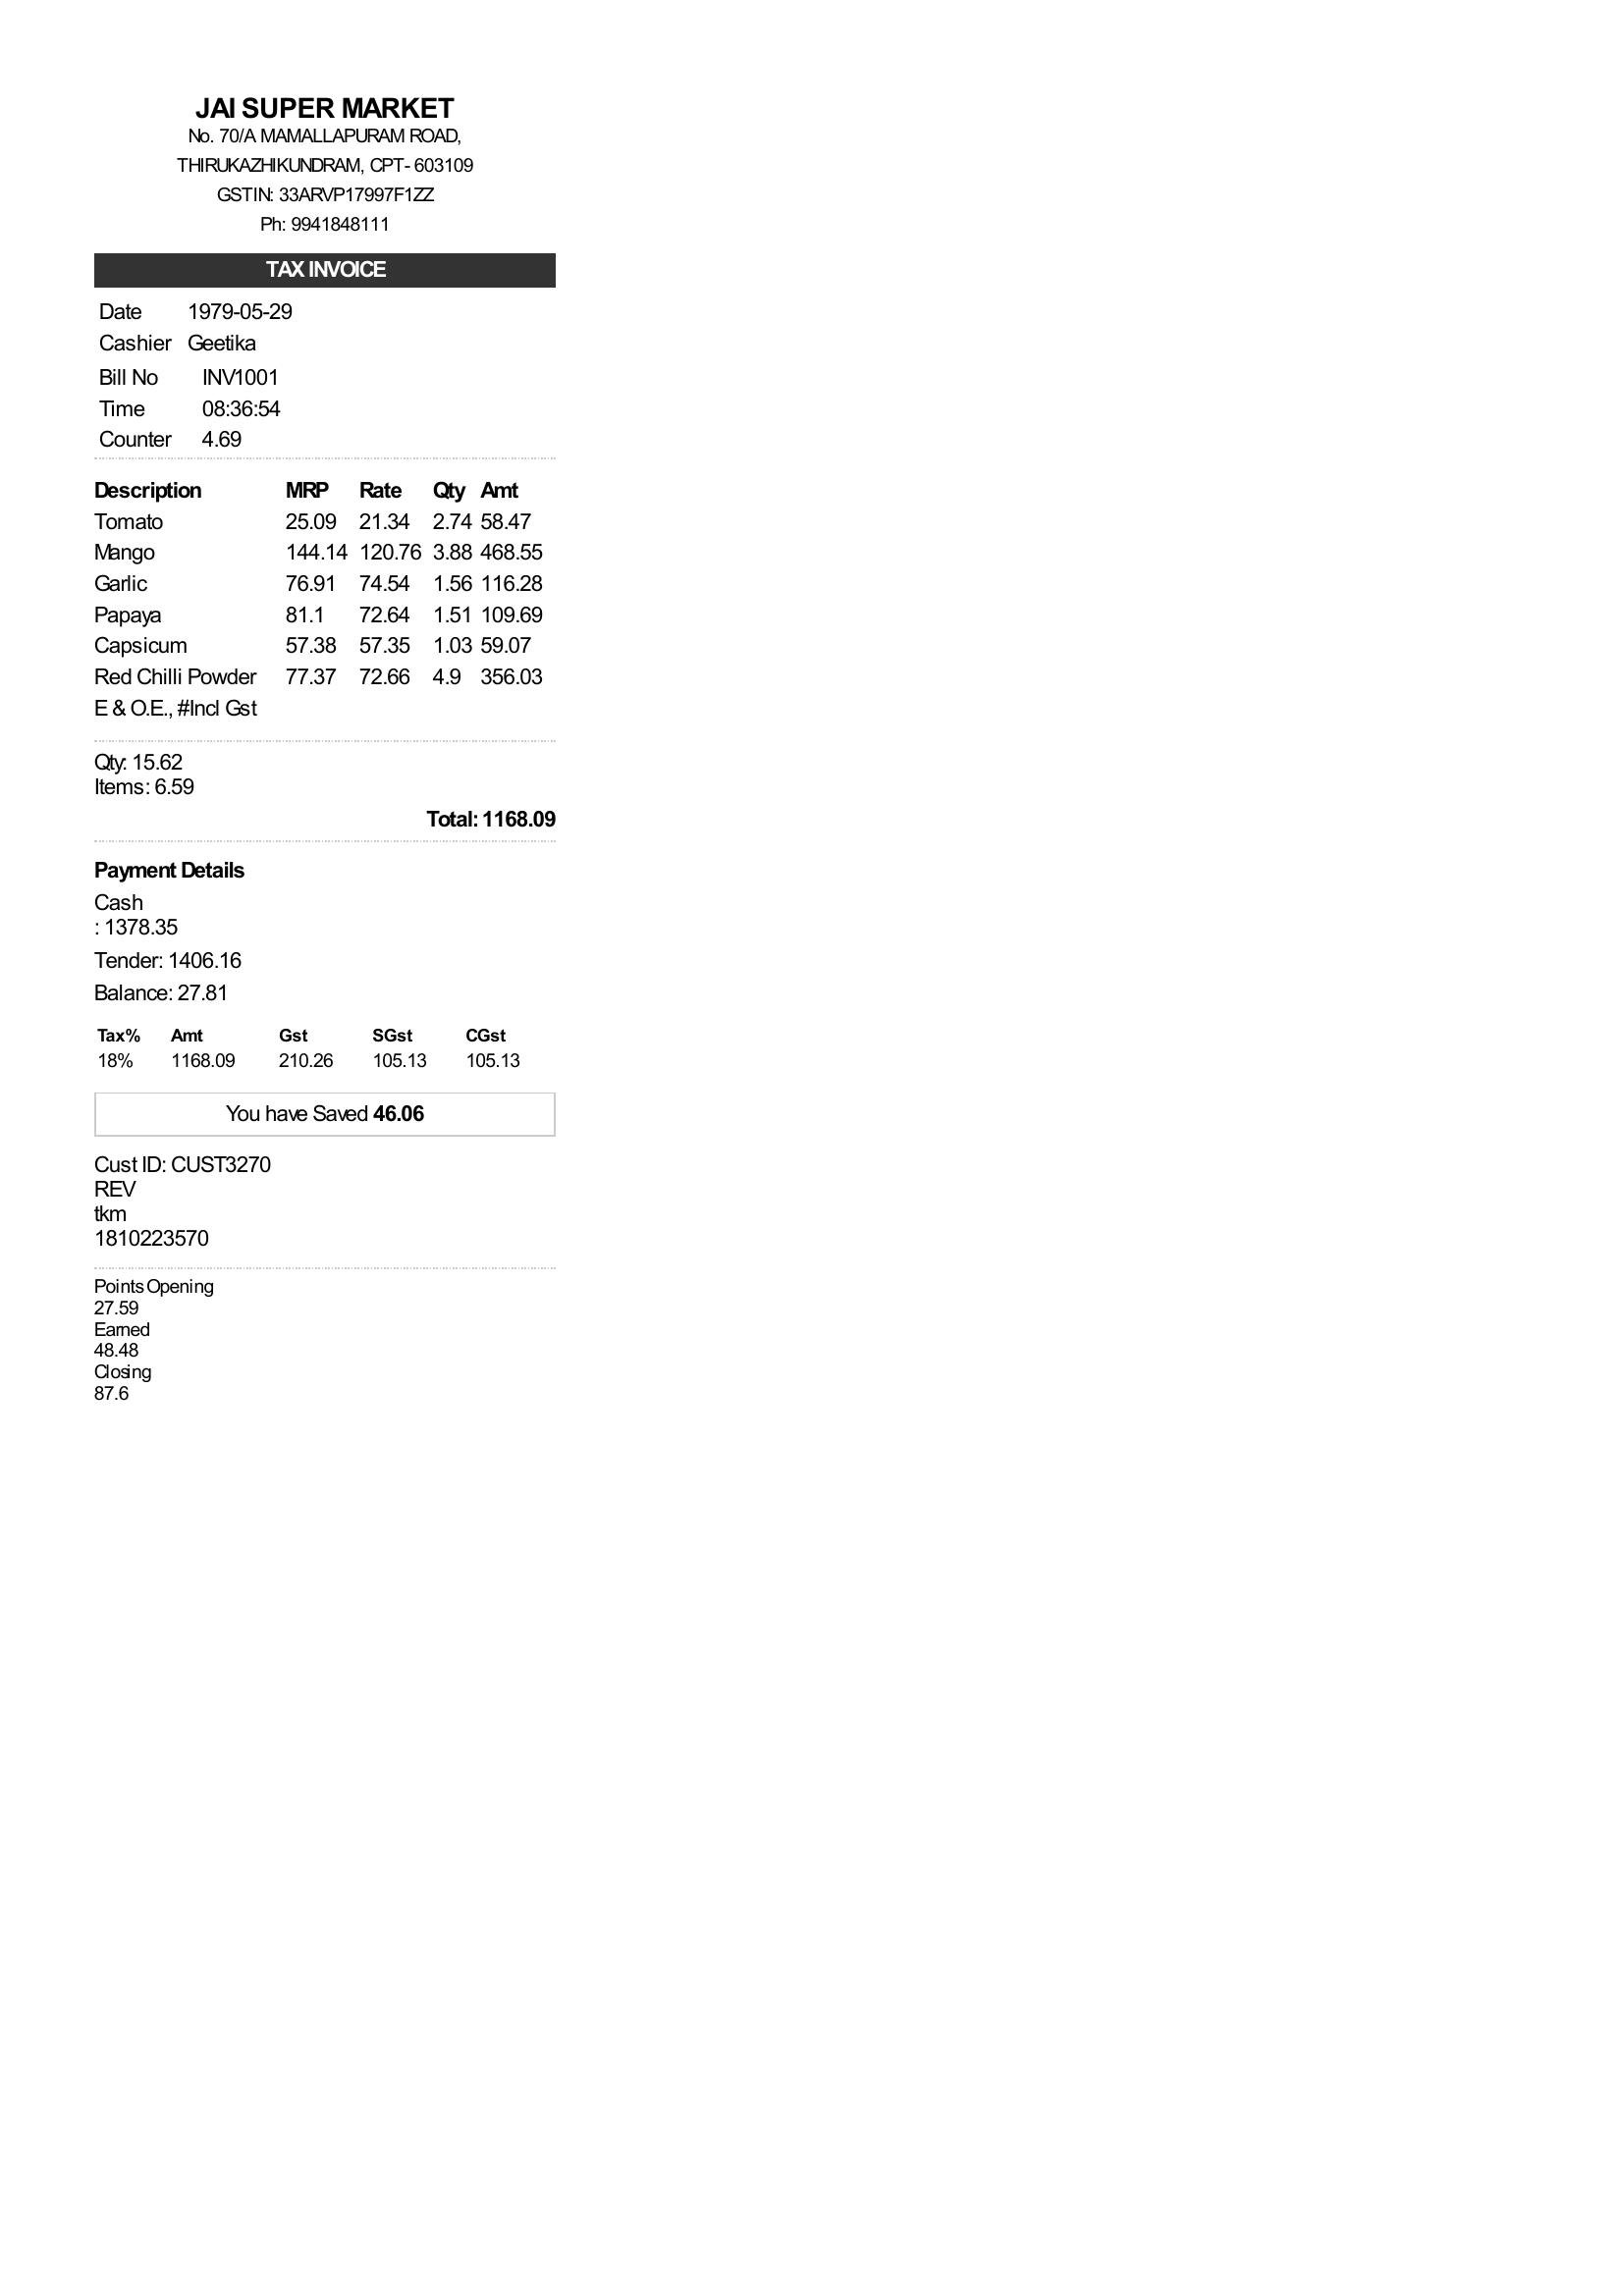 JAI SUPER MARKET
No. 70/A MAMALLAPURAM ROAD,
THIRUKAZHIKUNDRAM, CPT- 603109
GSTIN: 33ARVP17997F1ZZ
Ph: 9941848111
TAX INVOICE
Date 1979-05-29
Cashier Geetika
Bill No INV1001
Time 08:36:54
Counter 4.69
Description MRP Rate Qty Amt
Tomato 25.09 21.34 2.74 58.47
Mango 144.14 120.76 3.88 468.55
Garlic 76.91 74.54 1.56 116.28
Papaya 81.1 72.64 1.51 109.69
Capsicum 57.38 57.35 1.03 59.07
Red Chilli Powder 77.37 72.66 4.9 356.03
E & O.E., #Incl Gst
Qty: 15.62
Items: 6.59
Total: 1168.09
Payment Details
Cash
: 1378.35
Tender: 1406.16
Balance: 27.81
Tax% Amt Gst SGst CGst
18% 1168.09 210.26 105.13 105.13
You have Saved 46.06
Cust ID: CUST3270
REV
tkm
1810223570
Points Opening
27.59
Earned
48.48
Closing
87.6